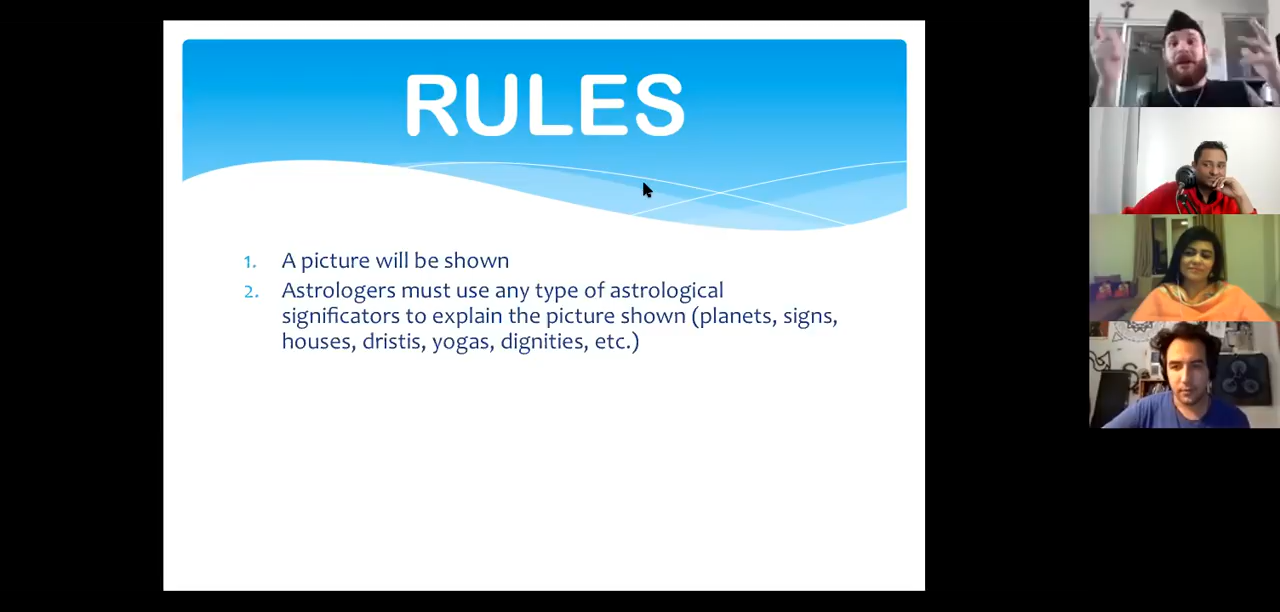 RULES
1. A picture will be shown
2. Astrologers must use any type of astrological
significators to explain the picture shown (planets, signs,
houses, dristis, yogas, dignities, etc.)